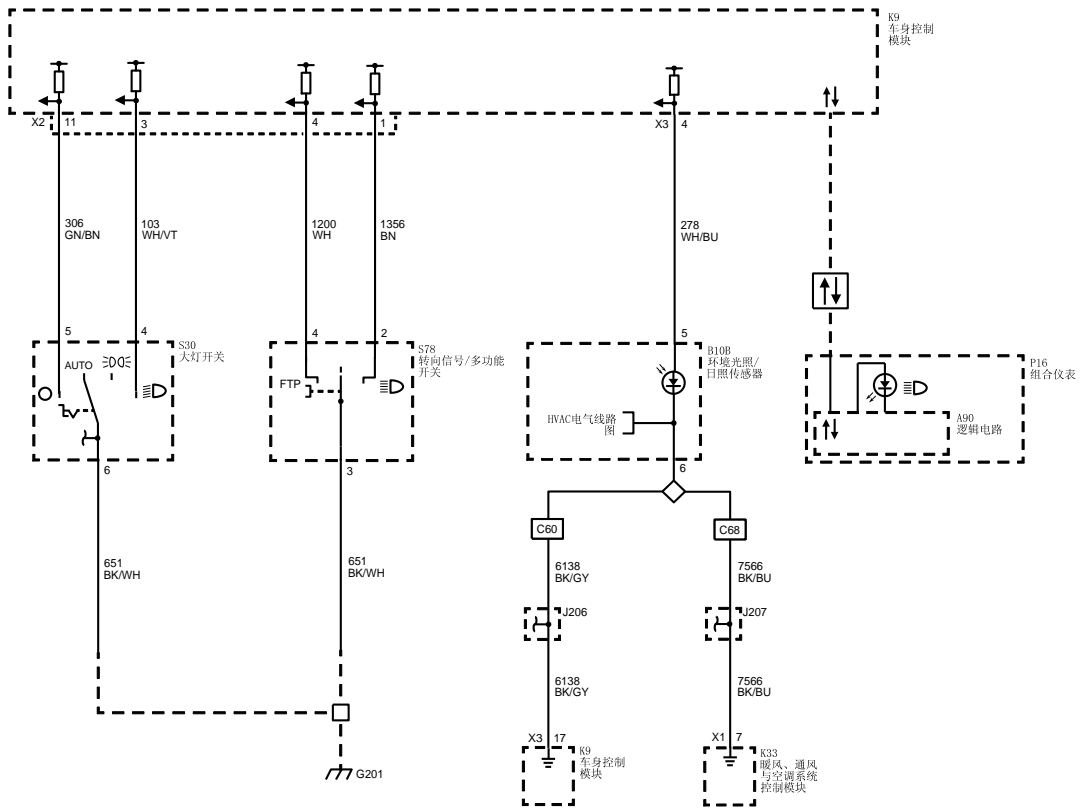 K9
车身控制
模块
X2 11
3
4
1
X3 4
306
GN/BN
103
WH/VT
1200
WH
1356
BN
278
WH/BU
5
4
4
2
5
S30
大灯开关
AUTO
S78
转向信号/多功能
开关
FTP
B10B
环境光照/
日照传感器
HVAC电气线路
图
P16
组合仪表
A90
逻辑电路
6
3
6
C60
C68
651
BK/WH
651
BK/WH
6138
BK/GY
7566
BK/BU
J206
J207
6138
BK/GY
7566
BK/BU
X3 17
X1 7
K9
车身控制
模块
K33
暖风、通风
与空调系统
控制模块
G201